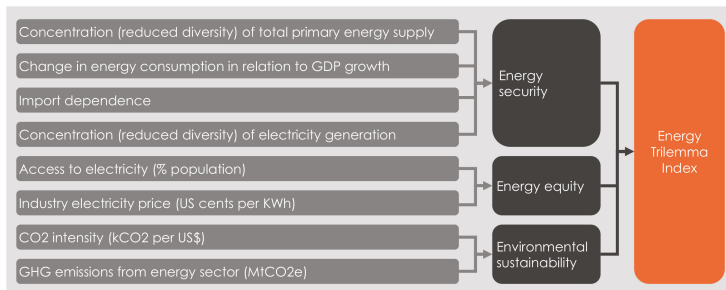 Concentration (reduced diversity) of total primary energy supply
Change in energy consumption in relation to GDP growth
Import dependence
Concentration (reduced diversity) of electricity generation
Energy
security
Access to electricity (% population)
Industry electricity price (US cents per KWh)
Energy equity
CO2 intensity (kCO2 per US$)
GHG emissions from energy sector (MtCO2e)
Environmental
sustainability
Energy
Trilemma
Index